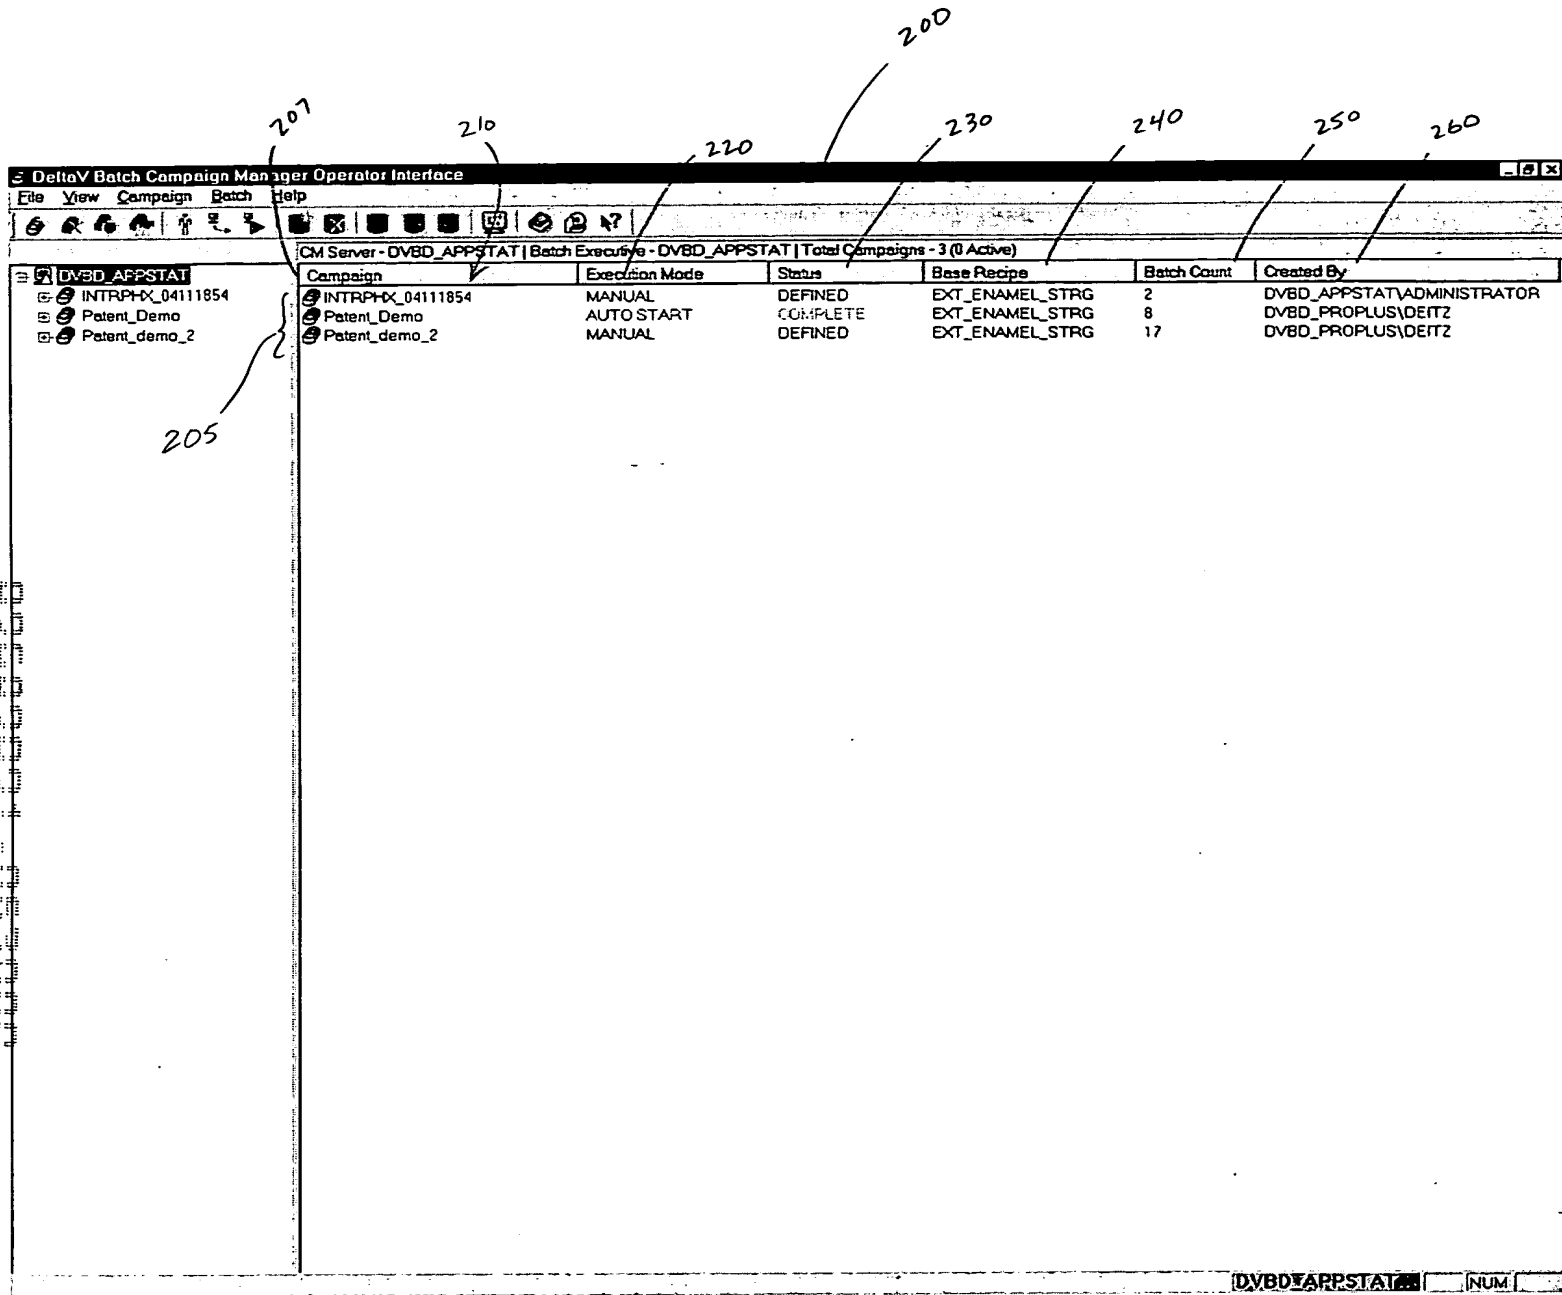 200
207 210 220 230 240 250 260
DeltaV Batch Campaign Manager Operator Interface
File View Campaign Batch Help
CM Server - DVBD_APPSTAT | Batch Executive - DVBD_APPSTAT | Total Campaigns - 3 (0 Active)
DVBD_APPSTAT
INTRPHX_04111854
Patent_Demo
Patent_demo_2
Campaign Execution Mode Status Base Recipe Batch Count Created By
INTRPHX_04111854 MANUAL DEFINED EXT_ENAMEL_STRG 2 DVBD_APPSTAT\ADMINISTRATOR
Patent_Demo AUTO START COMPLETE EXT_ENAMEL_STRG 8 DVBD_PROPLUS\DEITZ
Patent_demo_2 MANUAL DEFINED EXT_ENAMEL_STRG 17 DVBD_PROPLUS\DEITZ
205
NUM